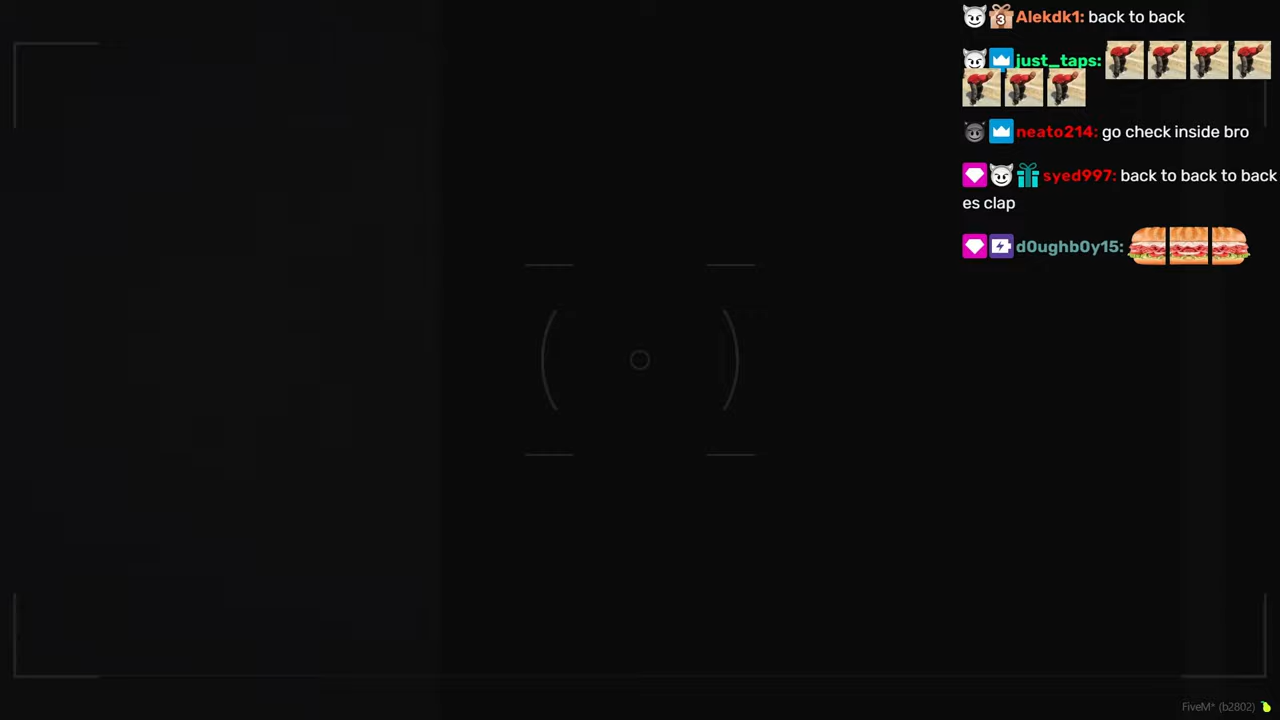 3 Alekdk1: back to back
just_taps:
neato214: go check inside bro
syed997: back to back to back
es clap
d0ughb0y15:
FiveM* (b2802)